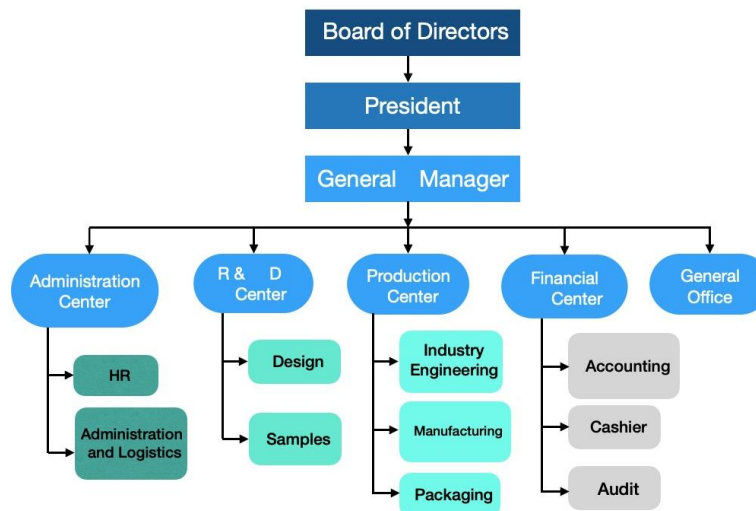 Board of Directors
President
General Manager
Administration
Center
R & D
Center
Production
Center
Financial
Center
General
Office
HR
Administration
and Logistics
Design
Samples
Industry
Engineering
Manufacturing
Packaging
Accounting
Cashier
Audit